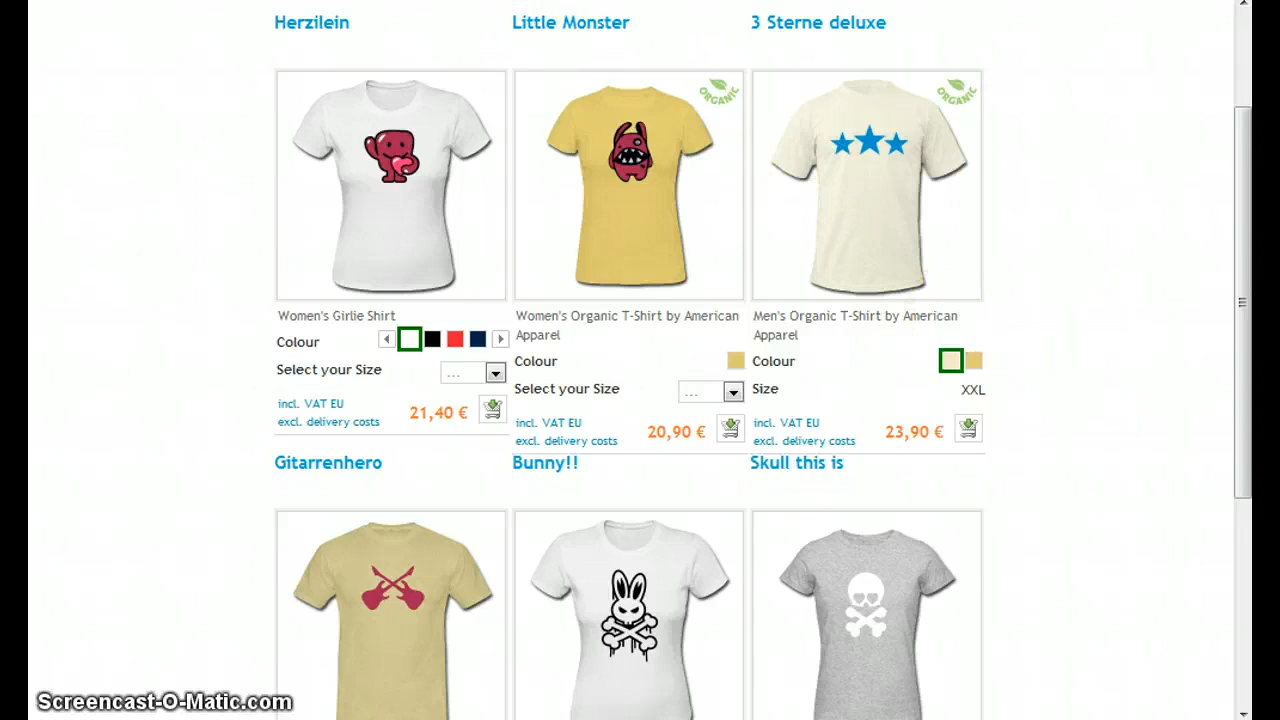 Herzilein
Little Monster
3 Sterne deluxe
ORGANIC
ORGANIC
Women's Girlie Shirt
Colour
Select your Size
...
incl. VAT EU
excl. delivery costs
21,40 €
Women's Organic T-Shirt by American
Apparel
Colour
Select your Size
...
incl. VAT EU
excl. delivery costs
20,90 €
Men's Organic T-Shirt by American
Apparel
Colour
Size XXL
incl. VAT EU
excl. delivery costs
23,90 €
Gitarrenhero
Bunny!!
Skull this is
Screencast-O-Matic.com